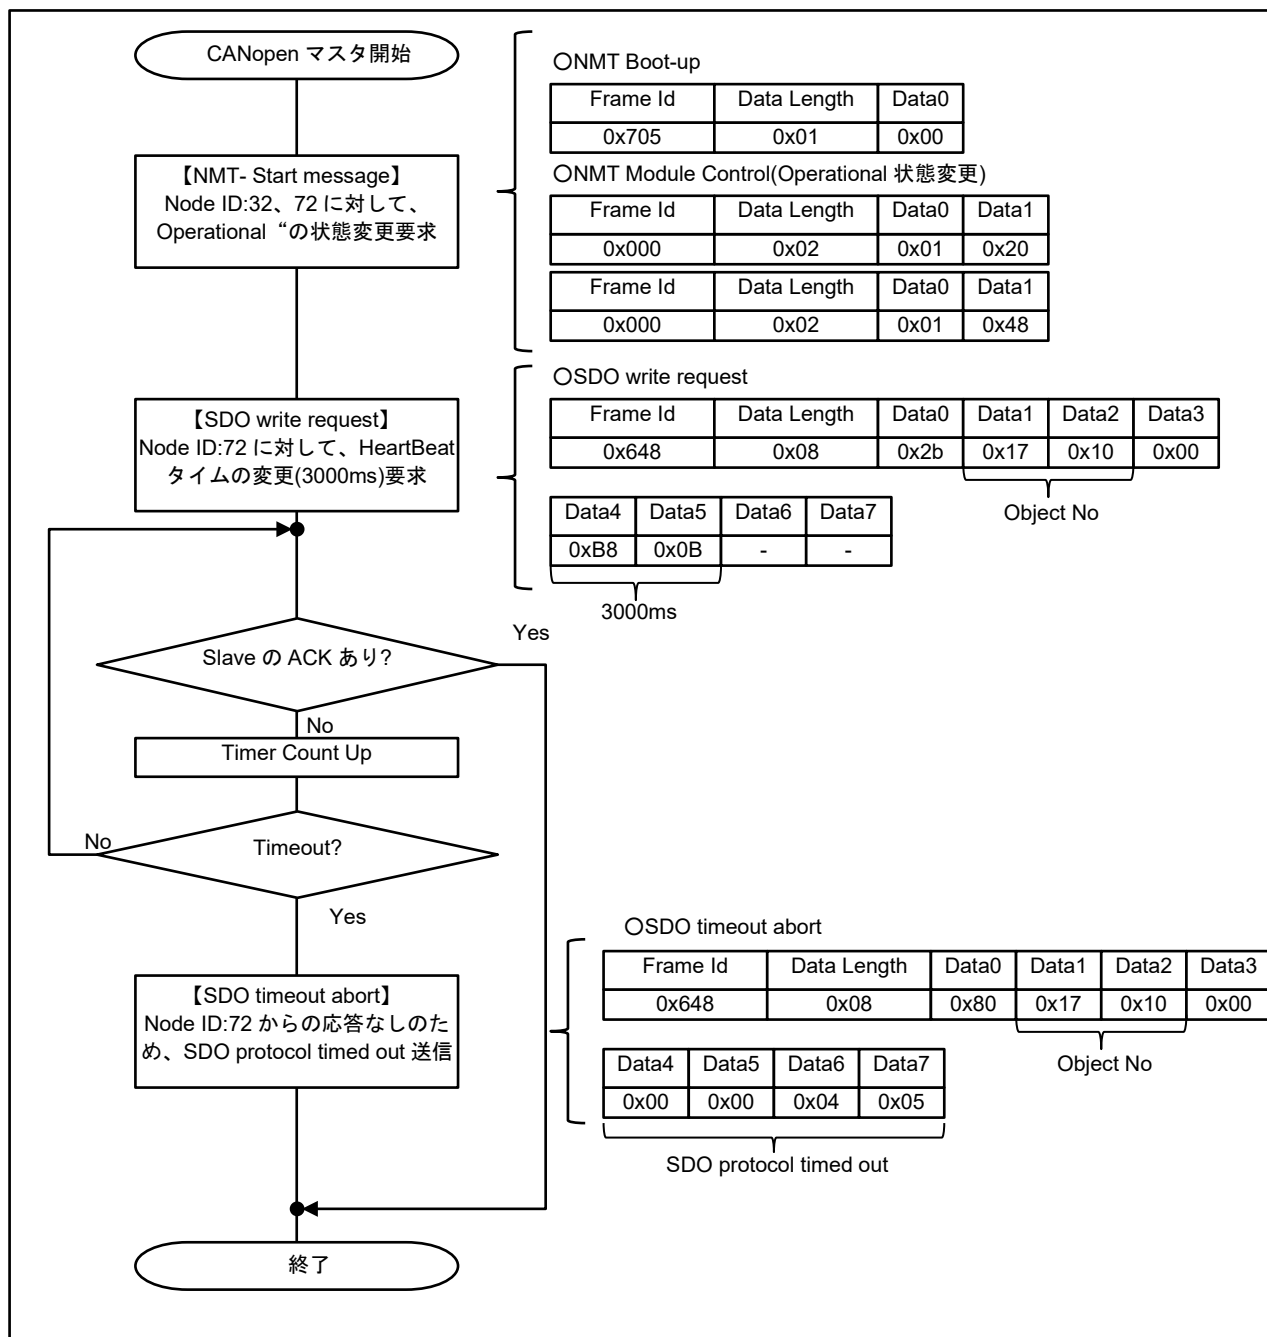 CANopen マスタ開始
【NMT- Start message】
Node ID:32、72 に対して、
Operational “の状態変更要求
〇NMT Boot-up
Frame Id Data Length Data0
0x705 0x01 0x00
〇NMT Module Control(Operational 状態変更)
Frame Id Data Length Data0 Data1
0x000 0x02 0x01 0x20
Frame Id Data Length Data0 Data1
0x000 0x02 0x01 0x48
【SDO write request】
Node ID:72 に対して、HeartBeat
タイムの変更(3000ms)要求
〇SDO write request
Frame Id Data Length Data0 Data1 Data2 Data3
0x648 0x08 0x2b 0x17 0x10 0x00
Object No
Data4 Data5 Data6 Data7
0xB8 0x0B - -
3000ms
Slave の ACK あり?
Yes
No
Timer Count Up
Timeout?
No
Yes
【SDO timeout abort】
Node ID:72 からの応答なしのた
め、SDO protocol timed out 送信
〇SDO timeout abort
Frame Id Data Length Data0 Data1 Data2 Data3
0x648 0x08 0x80 0x17 0x10 0x00
Object No
Data4 Data5 Data6 Data7
0x00 0x00 0x04 0x05
SDO protocol timed out
終了